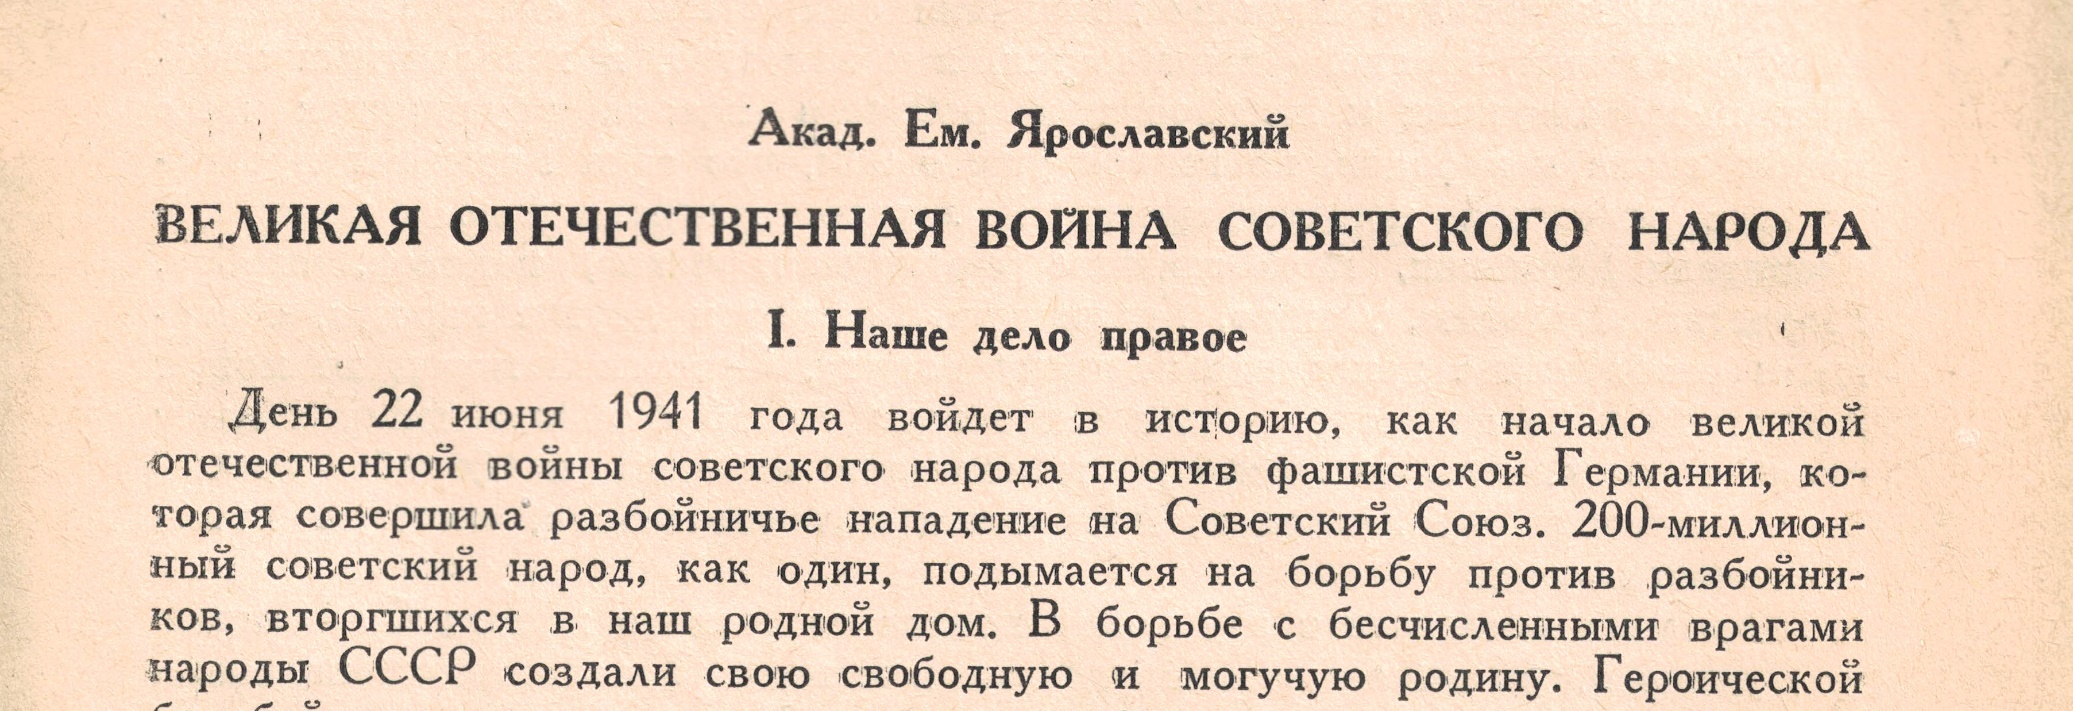 Акад. Ем. Ярославский
ВЕЛИКАЯ ОТЕЧЕСТВЕННАЯ ВОЙНА СОВЕТСКОГО НАРОДА
I. Наше дело правое
День 22 июня 1941 года войдет в историю, как начало великой
отечественной войны советского народа против фашистской Германии, ко-
торая совершила разбойничье нападение на Советский Союз. 200-миллион-
ный советский народ, как один, подымается на борьбу против разбойни-
ков, вторгшихся в наш родной дом. В борьбе с бесчисленными врагами
народы СССР создали свою свободную и могучую родину. Героической